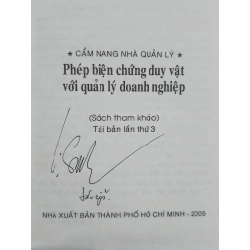 ★ CẨM NANG NHÀ QUẢN LÝ ★
Phép biện chứng duy vật
với quản lý doanh nghiệp
(Sách tham khảo)
Tái bản lần thứ 3
NHÀ XUẤT BẢN THÀNH PHỐ HỒ CHÍ MINH - 2005